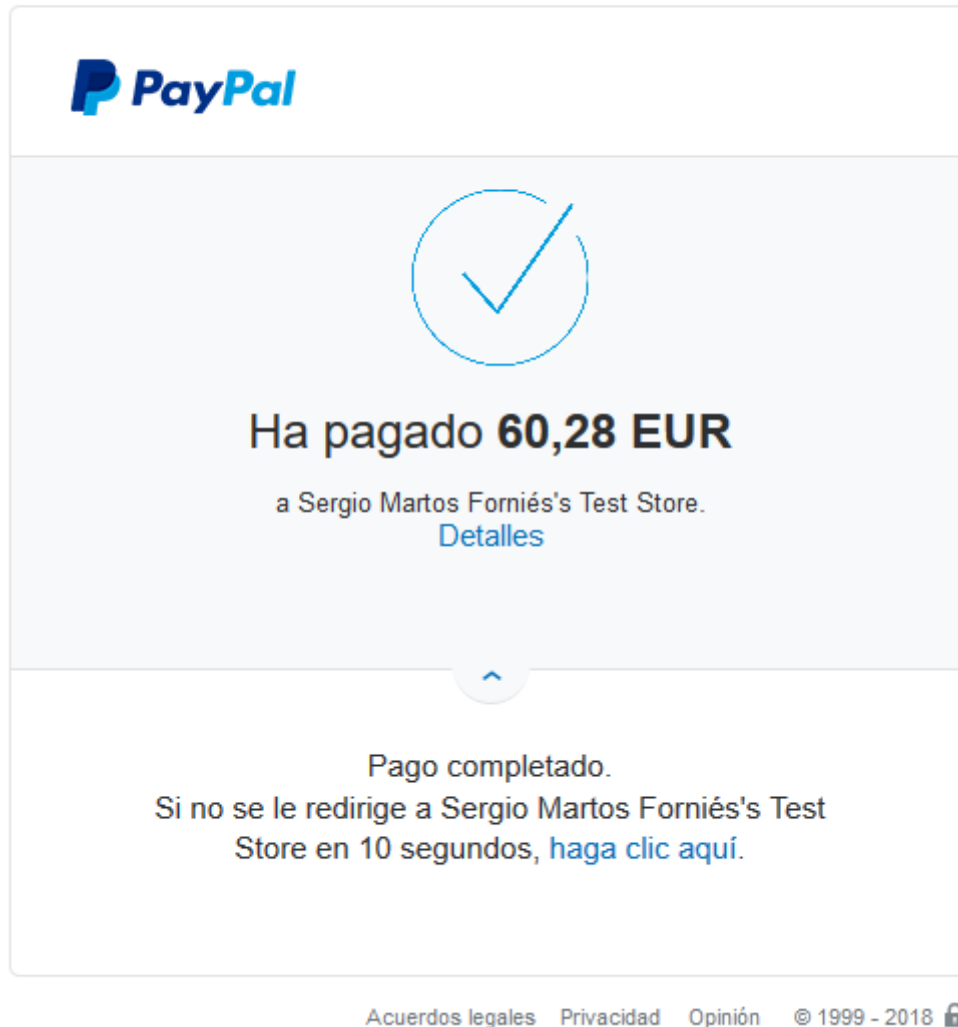 PayPal
Ha pagado 60,28 EUR
a Sergio Martos Forniés's Test Store.
Detalles
Pago completado.
Si no se le redirige a Sergio Martos Forniés's Test
Store en 10 segundos, haga clic aquí.
Acuerdos legales Privacidad Opinión © 1999 - 2018